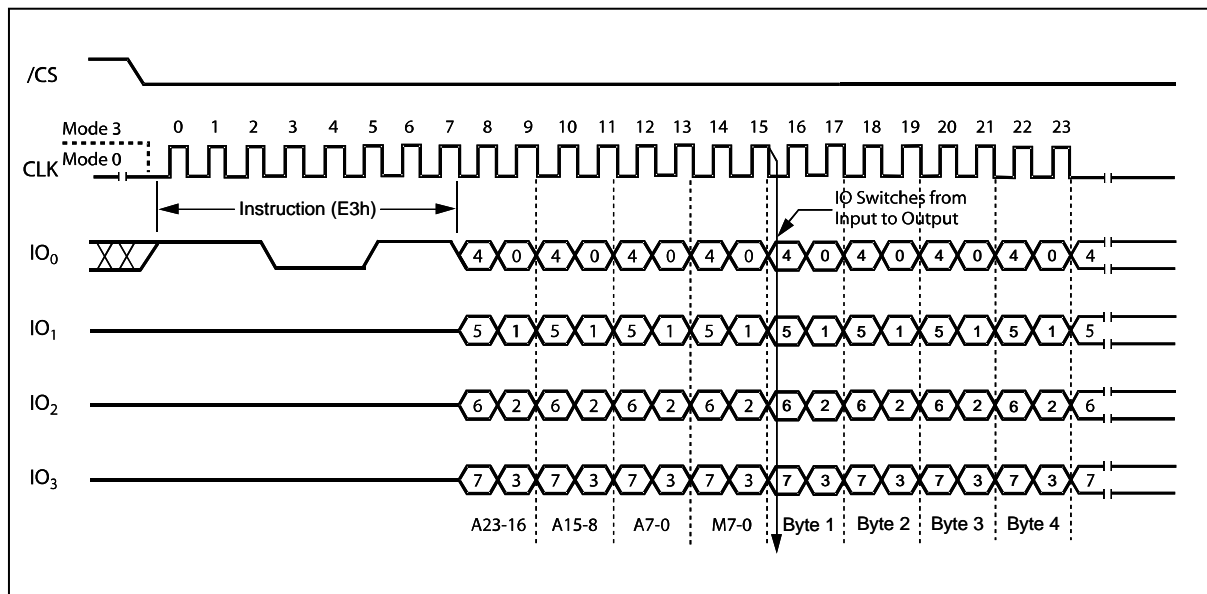 /CS
Mode 3
0 1 2 3 4 5 6 7 8 9 10 11 12 13 14 15 16 17 18 19 20 21 22 23
CLK
Mode 0
Instruction (E3h)
IO Switches from
Input to Output
IO0
4 0 4 0 4 0 4 0 4 0 4 0 4 0 4 0 4
IO1
5 1 5 1 5 1 5 1 5 1 5 1 5 1 5 1 5
IO2
6 2 6 2 6 2 6 2 6 2 6 2 6 2 6 2 6
IO3
7 3 7 3 7 3 7 3 7 3 7 3 7 3 7 3 7
A23-16 A15-8 A7-0 M7-0 Byte 1 Byte 2 Byte 3 Byte 4